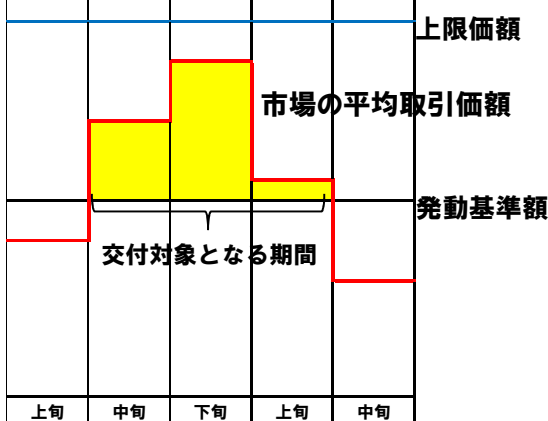 上限価額
市場の平均取引価額
発動基準額
交付対象となる期間
上旬 中旬 下旬 上旬 中旬